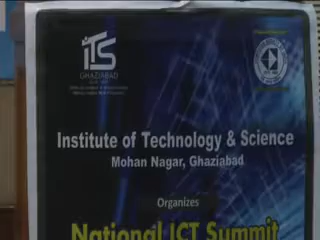 iTS
GHAZIABAD
Institute of Technology & Science
Mohan Nagar, Ghaziabad
Organizes
National ICT Summit